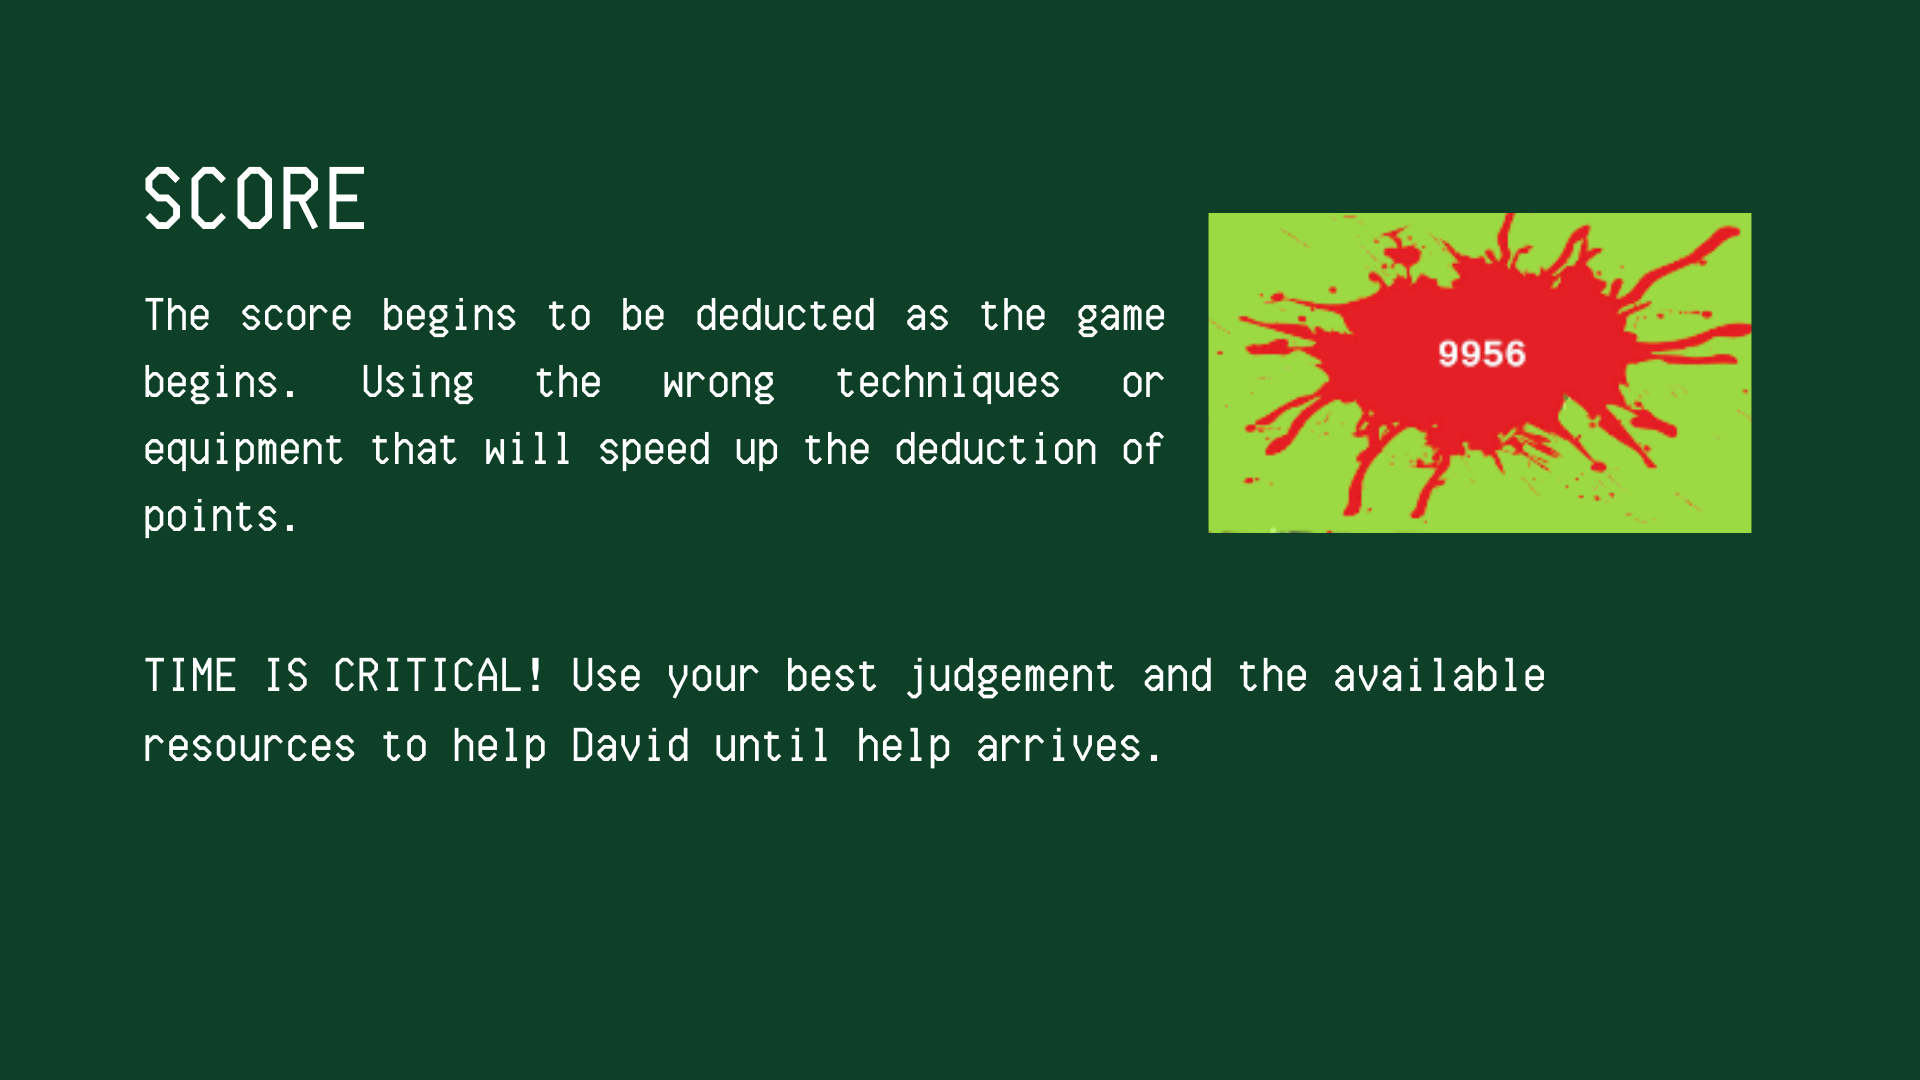 SCORE
The score begins to be deducted as the game
begins. Using the wrong techniques or
equipment that will speed up the deduction of
points.
9956
TIME IS CRITICAL! Use your best judgement and the available
resources to help David until help arrives.